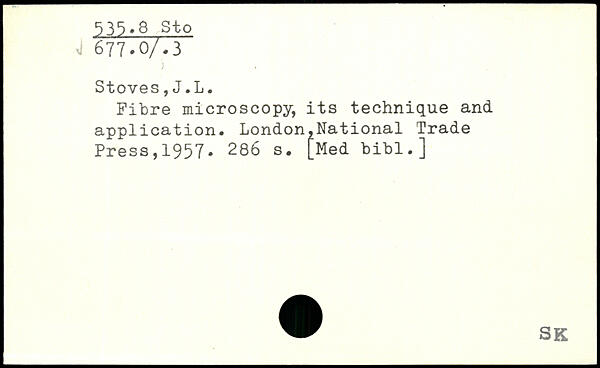 535.8 Sto
677.0/.3
Stoves,J.L.
Fibre microscopy, its technique and
application. London,National Trade
Press,1957. 286 s. [Med bibl.]
SK